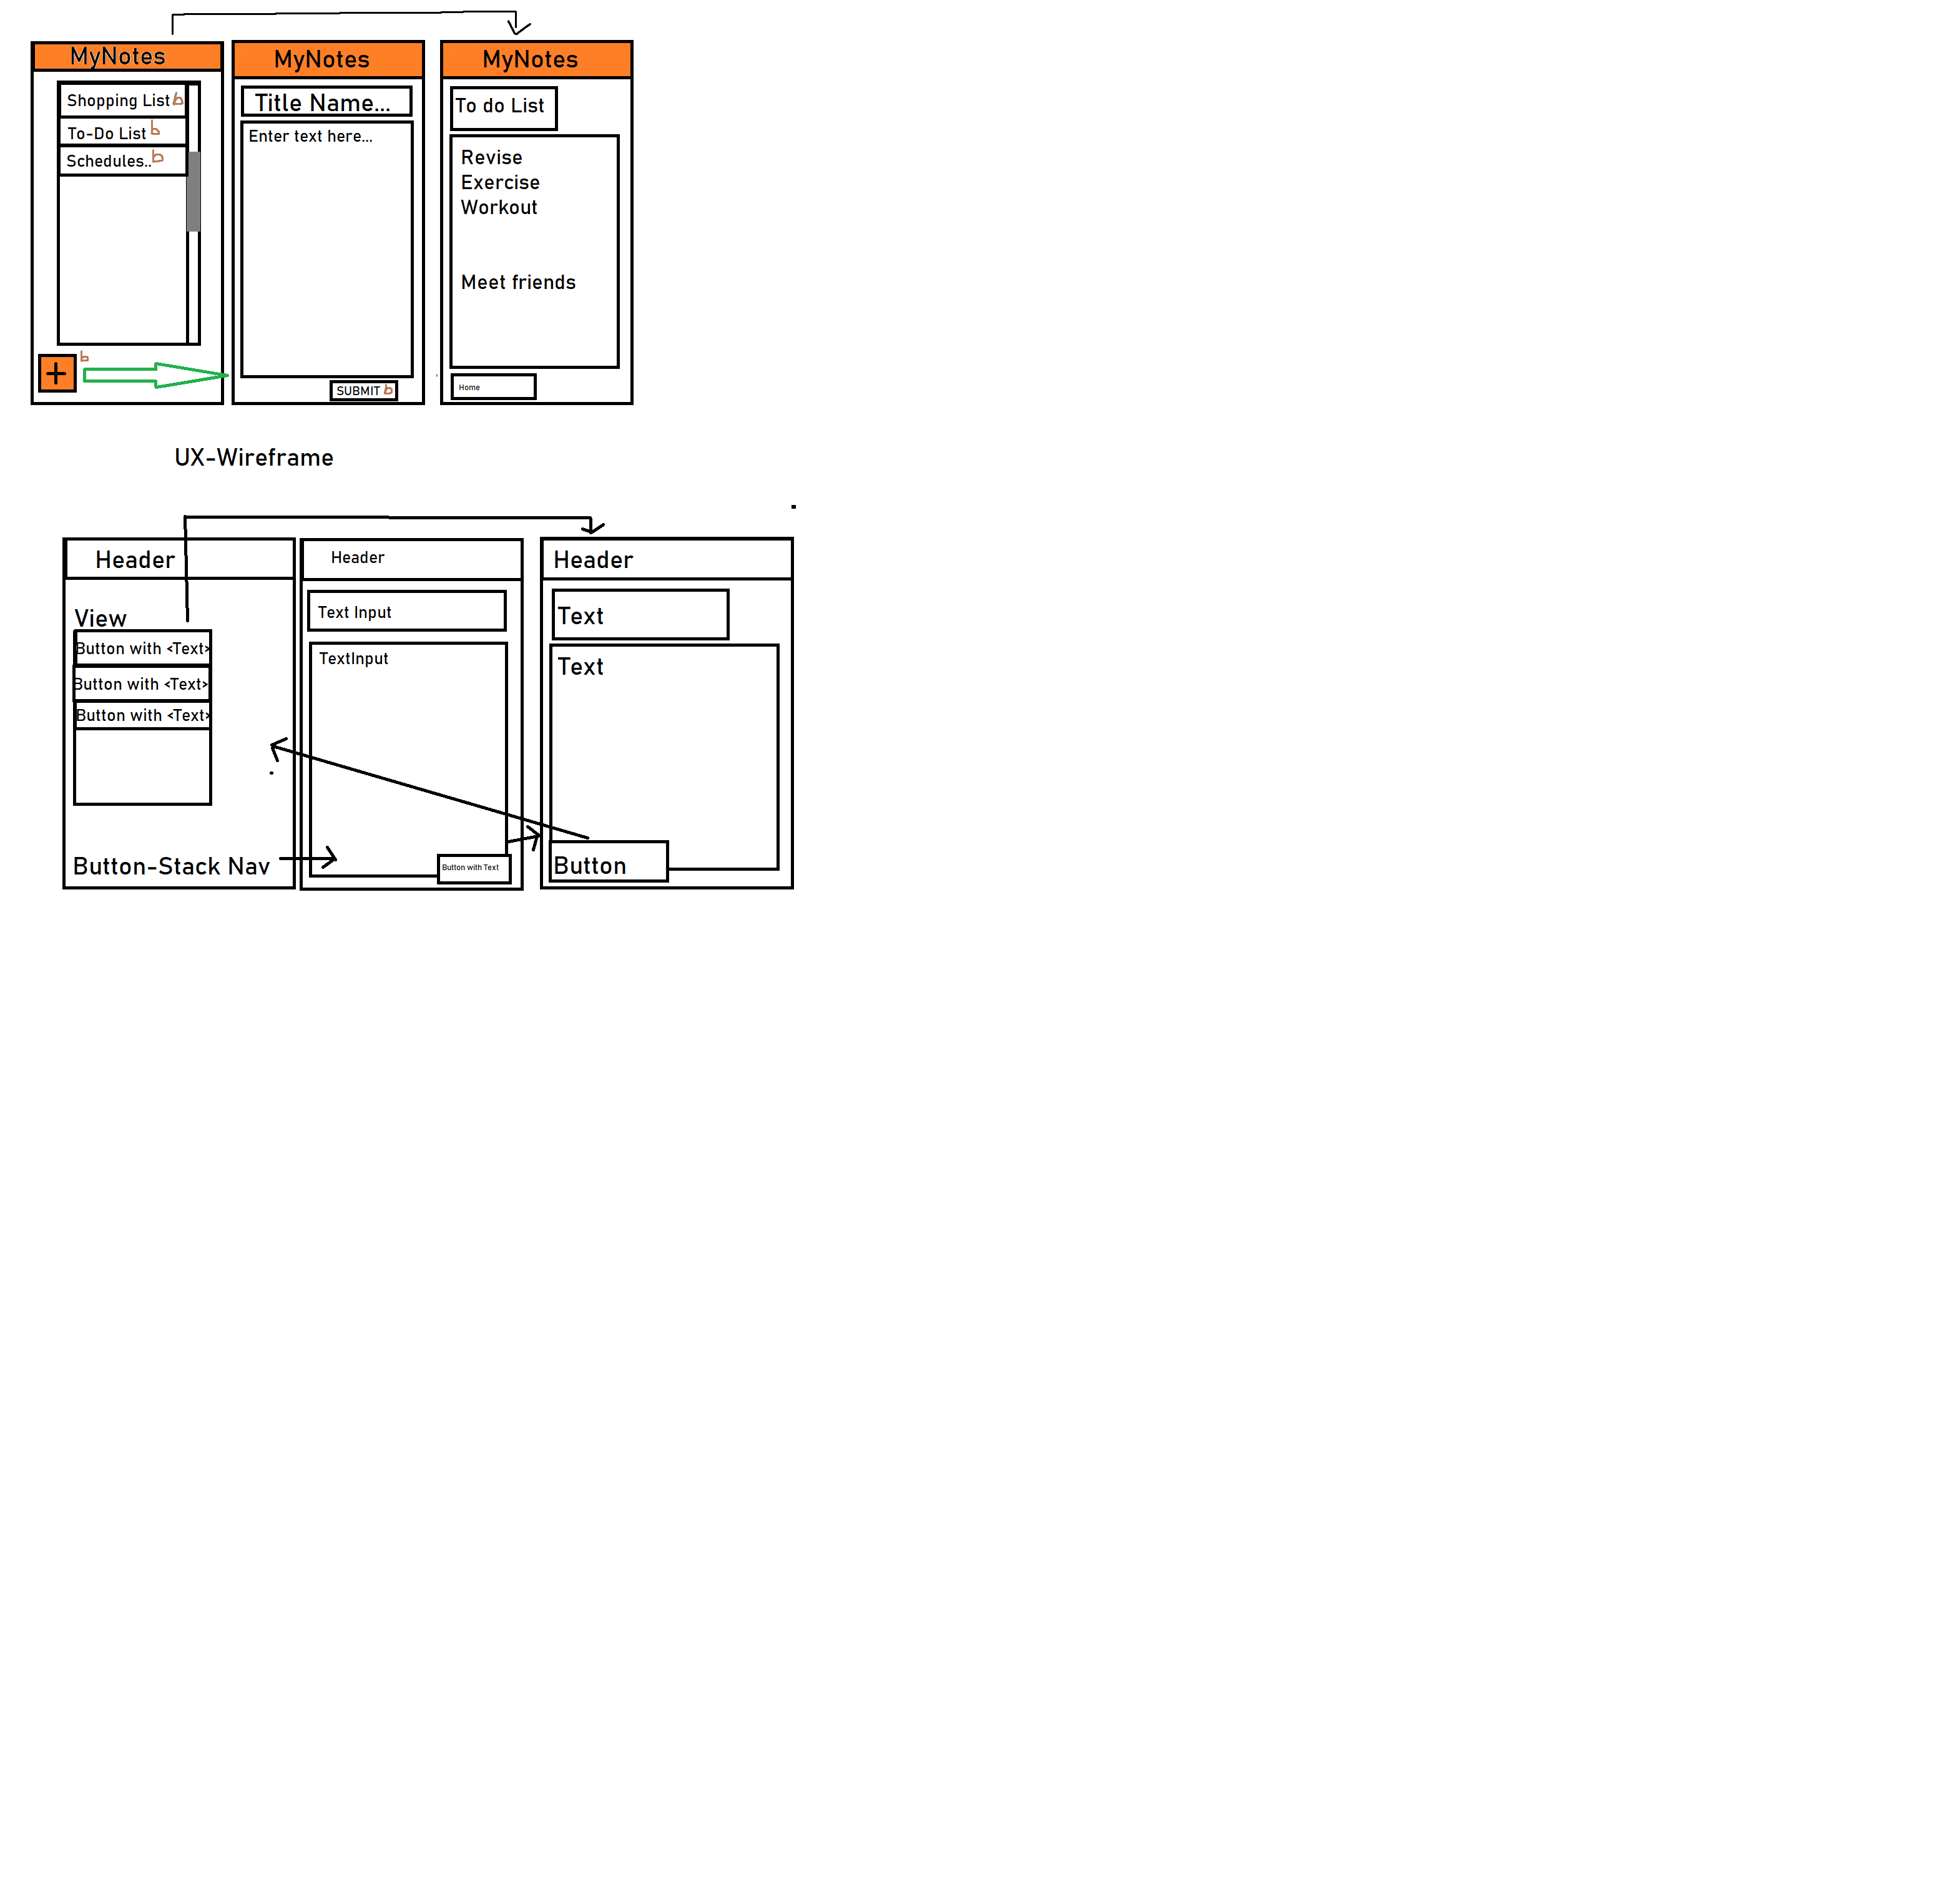 MyNotes
Shopping List b
To-Do List b
Schedules.. b
+
b
MyNotes
Title Name...
Enter text here...
SUBMIT b
MyNotes
To do List
Revise
Exercise
Workout
Meet friends
Home
UX-Wireframe
Header
View
Button with <Text>
Button with <Text>
Button with <Text>
Button-Stack Nav
Header
Text Input
TextInput
Button with Text
Header
Text
Text
Button